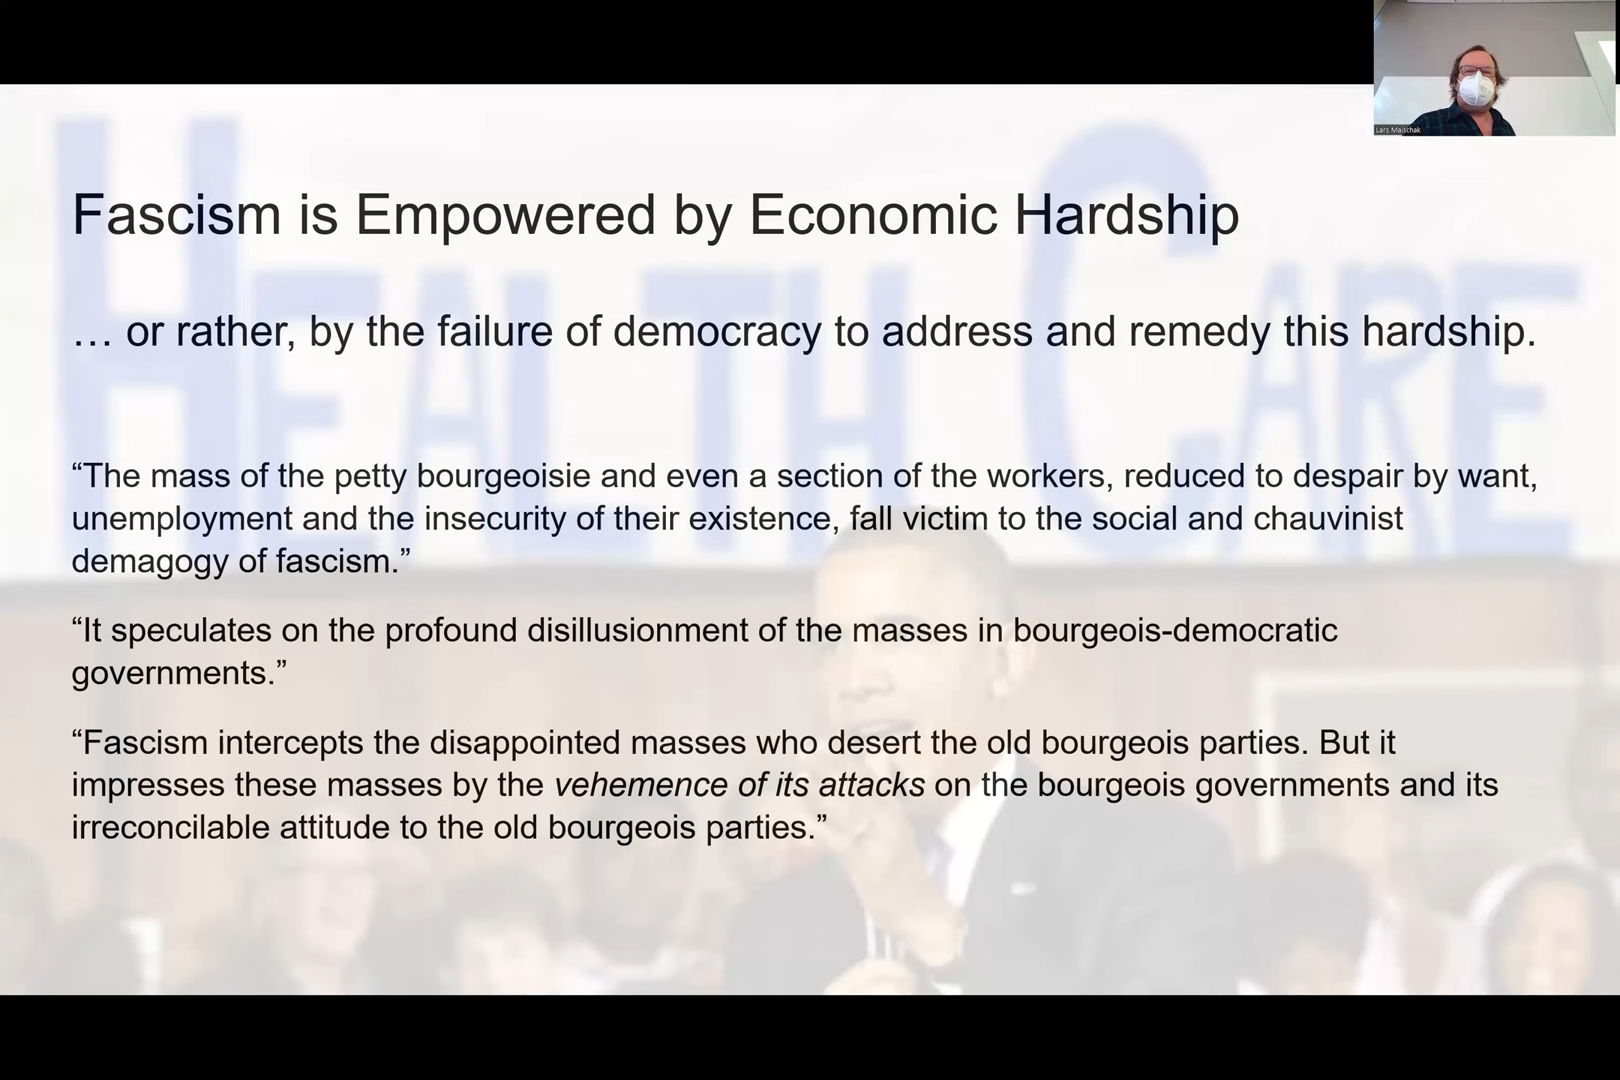 Lars Maischak
HEALTH CARE
Fascism is Empowered by Economic Hardship
… or rather, by the failure of democracy to address and remedy this hardship.
“The mass of the petty bourgeoisie and even a section of the workers, reduced to despair by want,
unemployment and the insecurity of their existence, fall victim to the social and chauvinist
demagogy of fascism.”
“It speculates on the profound disillusionment of the masses in bourgeois-democratic
governments.”
“Fascism intercepts the disappointed masses who desert the old bourgeois parties. But it
impresses these masses by the vehemence of its attacks on the bourgeois governments and its
irreconcilable attitude to the old bourgeois parties.”